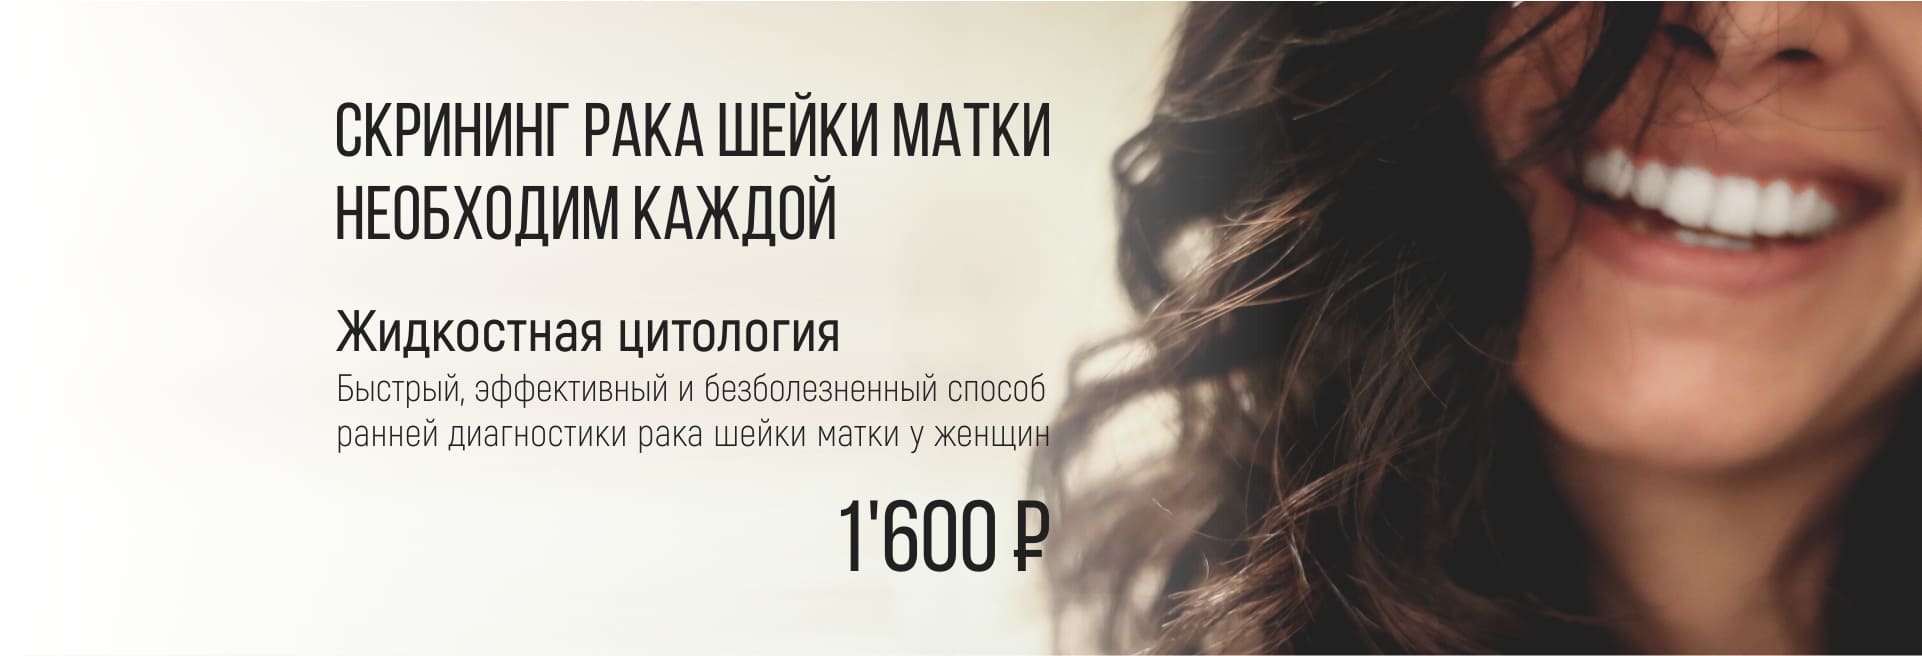 СКРИНИНГ РАКА ШЕЙКИ МАТКИ
НЕОБХОДИМ КАЖДОЙ
Жидкостная цитология
Быстрый, эффективный и безболезненный способ
ранней диагностики рака шейки матки у женщин
1'600 ₽